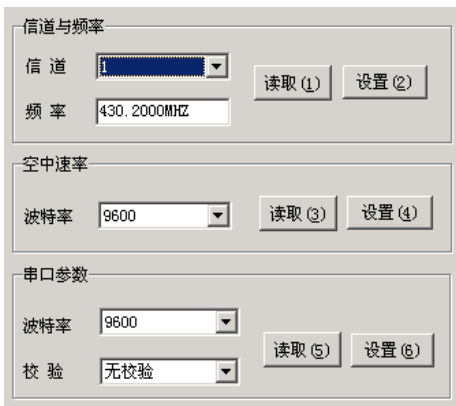 信道与频率
信 道 1 读取(1) 设置(2)
频 率 430.2000MHZ
空中速率
波特率 9600 读取(3) 设置(4)
串口参数
波特率 9600 读取(5) 设置(6)
校 验 无校验